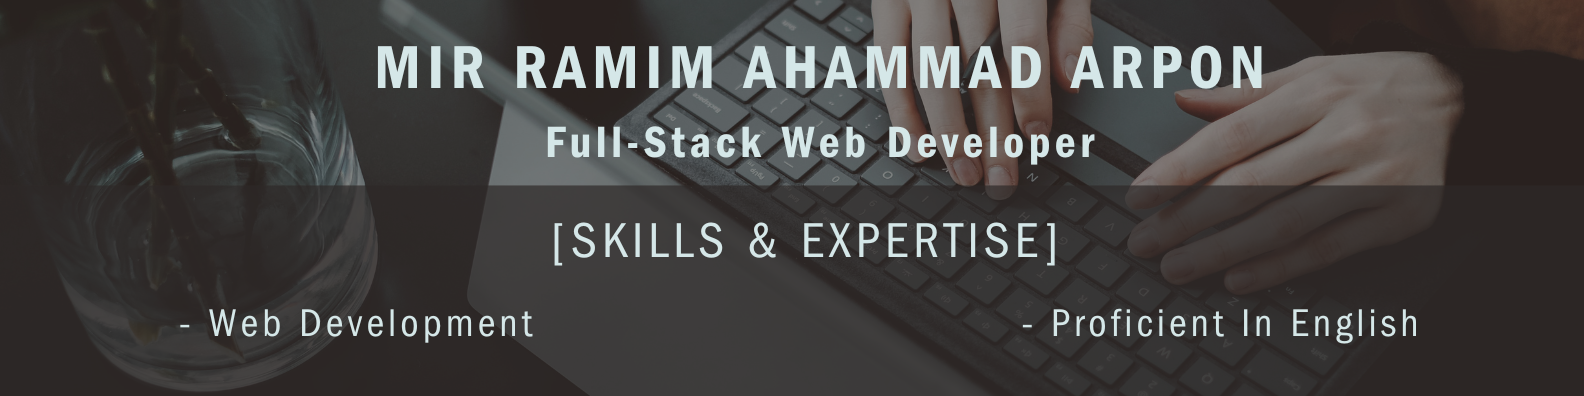 MIR RAMIM AHAMMAD ARPON
Full-Stack Web Developer
[SKILLS & EXPERTISE]
- Web Development
- Proficient In English